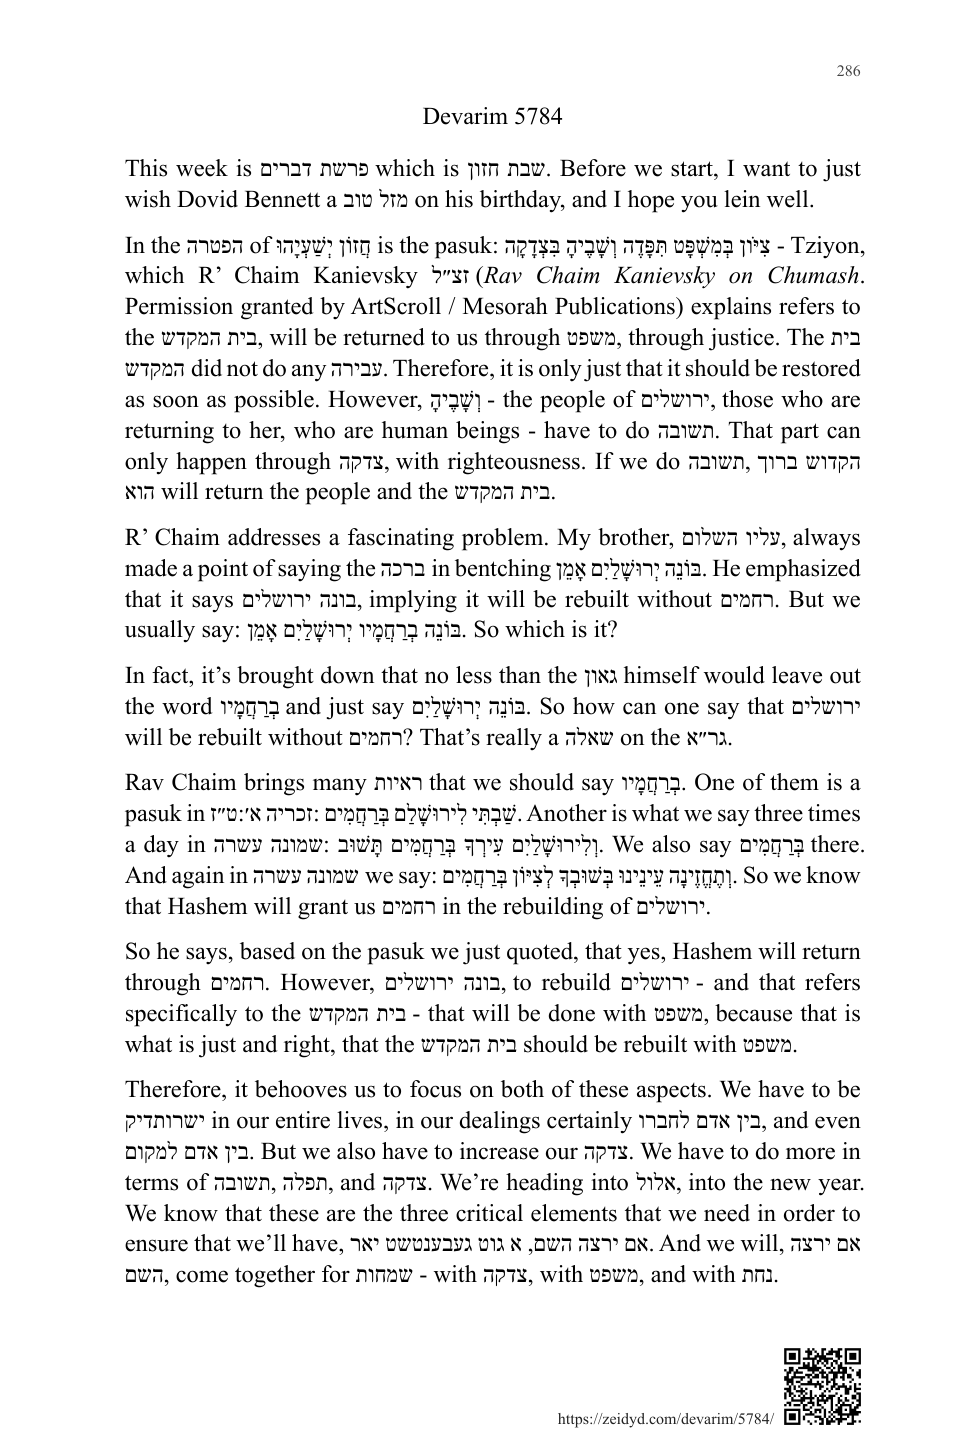 286
Devarim 5784
This week is פרשת דברים which is שבת חזון. Before we start, I want to just
wish Dovid Bennett a מזל טוב on his birthday, and I hope you lein well.
In the הפטרה of חֲזוֹן יְשַׁעְיָהוּ is the pasuk: צִיּוֹן בְּמִשְׁפָּט תִּפָּדֶה וְשָׁבֶיהָ בִּצְדָקָה - Tziyon,
which R’ Chaim Kanievsky זצ״ל (Rav Chaim Kanievsky on Chumash.
Permission granted by ArtScroll / Mesorah Publications) explains refers to
the בית המקדש, will be returned to us through משפט, through justice. The בית
המקדש did not do any עבירה. Therefore, it is only just that it should be restored
as soon as possible. However, וְשָׁבֶיהָ - the people of ירושלים, those who are
returning to her, who are human beings - have to do תשובה. That part can
only happen through צדקה, with righteousness. If we do תשובה, הקדוש ברוך
הוא will return the people and the בית המקדש.
R’ Chaim addresses a fascinating problem. My brother, עליו השלום, always
made a point of saying the ברכה in bentching בּוֹנֵה יְרוּשָׁלַיִם אָמֵן. He emphasized
that it says בונה ירושלים, implying it will be rebuilt without רחמים. But we
usually say: בּוֹנֵה בְרַחֲמָיו יְרוּשָׁלַיִם אָמֵן. So which is it?
In fact, it’s brought down that no less than the גאון himself would leave out
the word בְרַחֲמָיו and just say בּוֹנֵה יְרוּשָׁלַיִם. So how can one say that ירושלים
will be rebuilt without רחמים? That’s really a שאלה on the גר״א.
Rav Chaim brings many ראיות that we should say בְרַחֲמָיו. One of them is a
pasuk in זכריה א׳:ט״ז: שַׁבְתִּי לִירוּשָׁלַם בְּרַחֲמִים. Another is what we say three times
a day in שמונה עשרה: וְלִירוּשָׁלַיִם עִירְךָ בְּרַחֲמִים תָּשׁוּב. We also say בְּרַחֲמִים there.
And again in שמונה עשרה we say: וְתֶחֱזֶינָה עֵינֵינוּ בְּשׁוּבְךָ לְצִיּוֹן בְּרַחֲמִים. So we know
that Hashem will grant us רחמים in the rebuilding of ירושלים.
So he says, based on the pasuk we just quoted, that yes, Hashem will return
through רחמים. However, בונה ירושלים, to rebuild ירושלים - and that refers
specifically to the בית המקדש - that will be done with משפט, because that is
what is just and right, that the בית המקדש should be rebuilt with משפט.
Therefore, it behooves us to focus on both of these aspects. We have to be
ישרותדיק in our entire lives, in our dealings certainly בין אדם לחברו, and even
בין אדם למקום. But we also have to increase our צדקה. We have to do more in
terms of תשובה, תפלה, and צדקה. We’re heading into אלול, into the new year.
We know that these are the three critical elements that we need in order to
ensure that we’ll have, אם ירצה השם, א גוט געבענטשט יאר. And we will, אם ירצה
השם, come together for שמחות - with צדקה, with משפט, and with נחת.
https://zeidyd.com/devarim/5784/